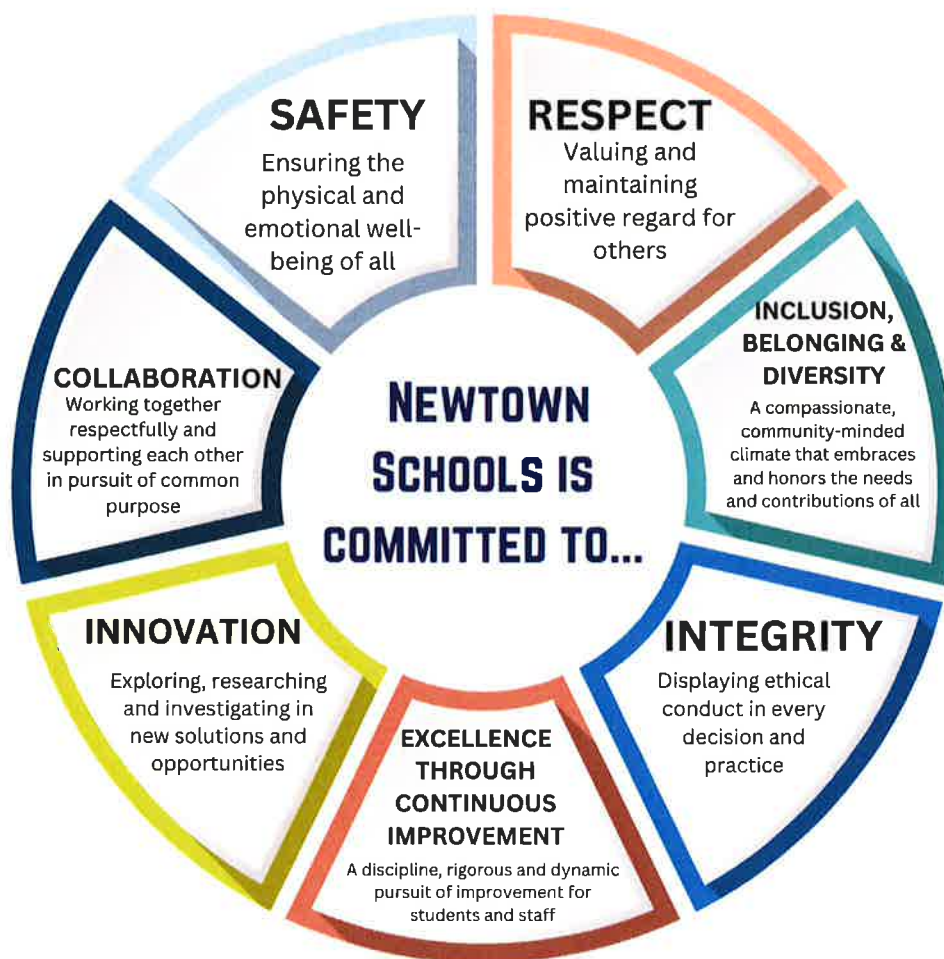 NEWTOWN
SCHOOLS IS
COMMITTED TO...
SAFETY
Ensuring the
physical and
emotional well-
being of all
RESPECT
Valuing and
maintaining
positive regard for
others
INCLUSION,
BELONGING &
DIVERSITY
A compassionate,
community-minded
climate that embraces
and honors the needs
and contributions of all
INTEGRITY
Displaying ethical
conduct in every
decision and
practice
EXCELLENCE
THROUGH
CONTINUOUS
IMPROVEMENT
A discipline, rigorous and dynamic
pursuit of improvement for
students and staff
INNOVATION
Exploring, researching
and investigating in
new solutions and
opportunities
COLLABORATION
Working together
respectfully and
supporting each other
in pursuit of common
purpose